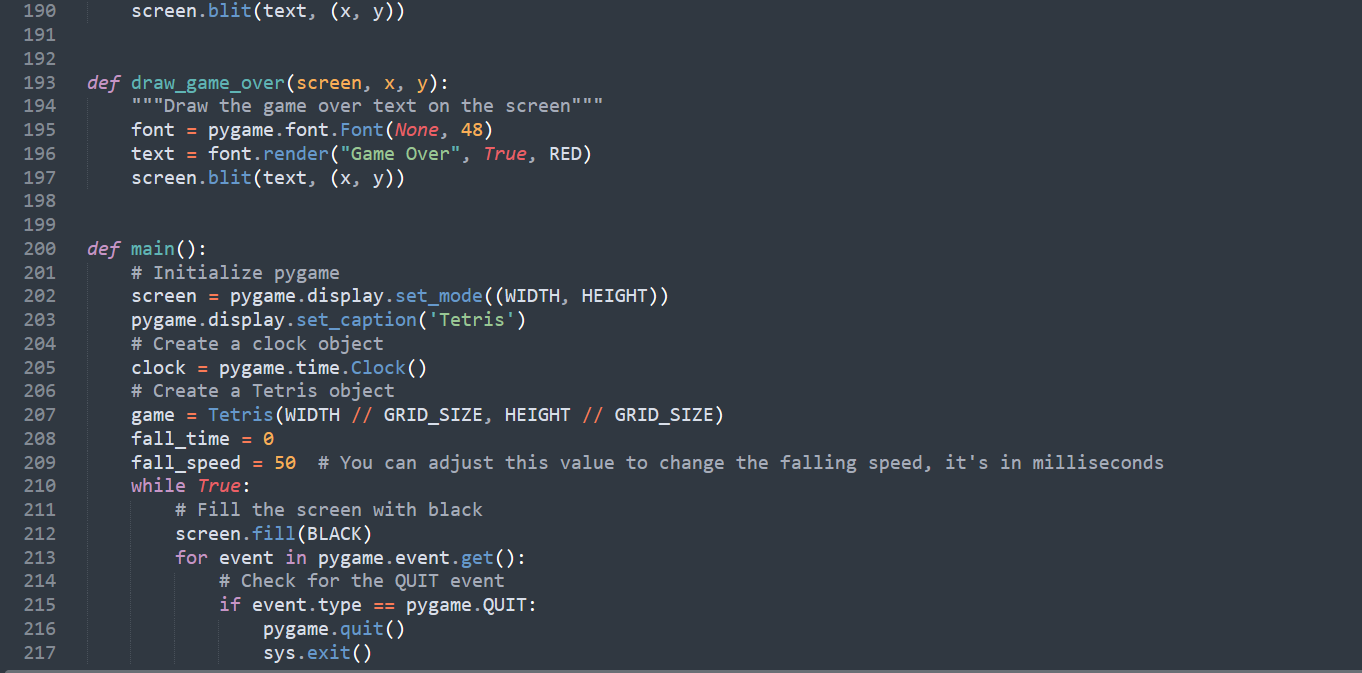 190 screen.blit(text, (x, y))
191
192
193 def draw_game_over(screen, x, y):
194     """Draw the game over text on the screen"""
195     font = pygame.font.Font(None, 48)
196     text = font.render("Game Over", True, RED)
197     screen.blit(text, (x, y))
198
199
200 def main():
201     # Initialize pygame
202     screen = pygame.display.set_mode((WIDTH, HEIGHT))
203     pygame.display.set_caption('Tetris')
204     # Create a clock object
205     clock = pygame.time.Clock()
206     # Create a Tetris object
207     game = Tetris(WIDTH // GRID_SIZE, HEIGHT // GRID_SIZE)
208     fall_time = 0
209     fall_speed = 50  # You can adjust this value to change the falling speed, it's in milliseconds
210     while True:
211         # Fill the screen with black
212         screen.fill(BLACK)
213         for event in pygame.event.get():
214             # Check for the QUIT event
215             if event.type == pygame.QUIT:
216                 pygame.quit()
217                 sys.exit()